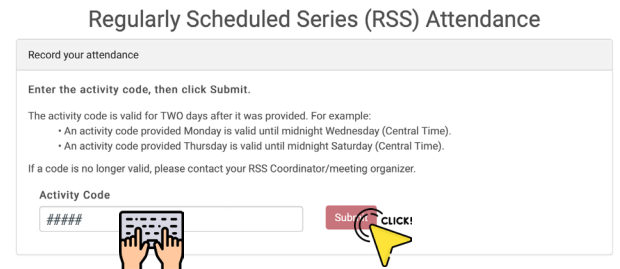 Regularly Scheduled Series (RSS) Attendance
Record your attendance
Enter the activity code, then click Submit.
The activity code is valid for TWO days after it was provided. For example:
• An activity code provided Monday is valid until midnight Wednesday (Central Time).
• An activity code provided Thursday is valid until midnight Saturday (Central Time).
If a code is no longer valid, please contact your RSS Coordinator/meeting organizer.
Activity Code
##### Submit CLICK!